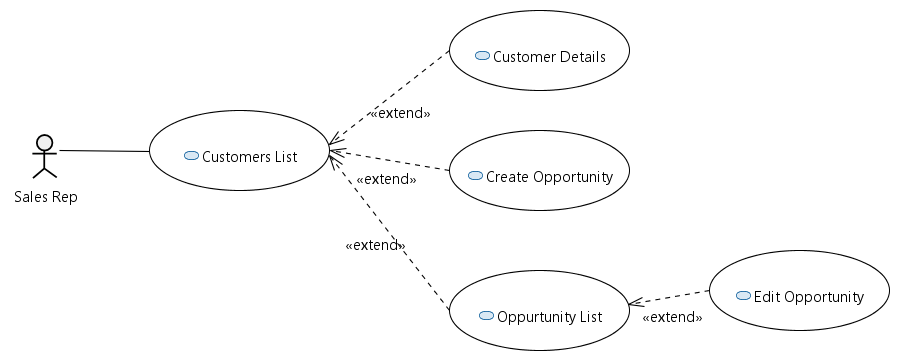 Customer Details
«extend»
Customers List
Create Opportunity
«extend»
Sales Rep
«extend»
Edit Opportunity
Oppurtunity List
«extend»